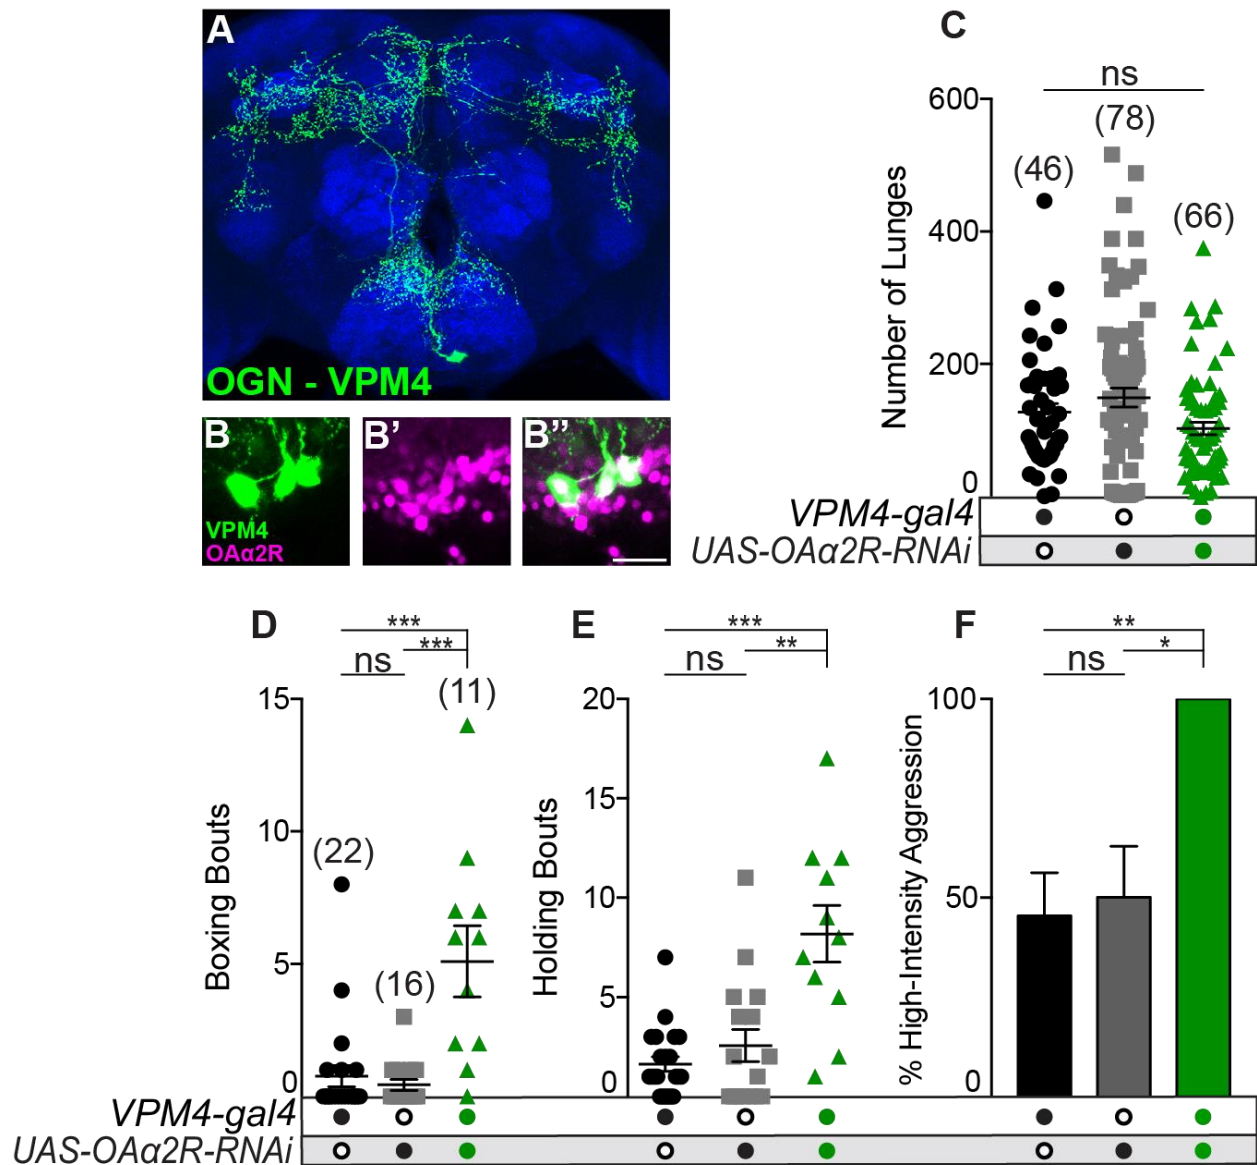 A
OGN - VPM4
B
VPM4
OAα2R
B'
B''
C
ns
(78)
(46)
(66)
600
400
200
0
Number of Lunges
VPM4-gal4
UAS-OAα2R-RNAi
D
***
***
ns
(11)
(22)
(16)
15
10
5
0
Boxing Bouts
E
***
**
ns
20
15
10
5
0
Holding Bouts
F
**
*
ns
100
50
0
% High-Intensity Aggression
VPM4-gal4
UAS-OAα2R-RNAi